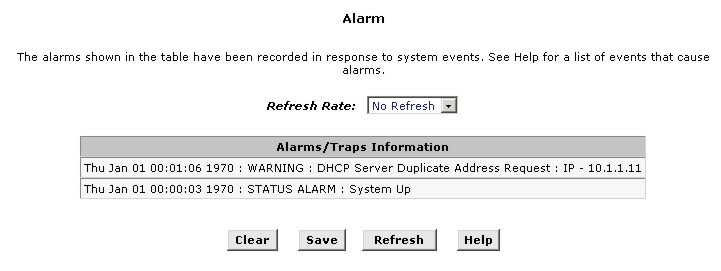 Alarm
The alarms shown in the table have been recorded in response to system events. See Help for a list of events that cause
alarms.
Refresh Rate: No Refresh
Alarms/Traps Information
Thu Jan 01 00:01:06 1970 : WARNING : DHCP Server Duplicate Address Request : IP - 10.1.1.11
Thu Jan 01 00:00:03 1970 : STATUS ALARM : System Up
Clear Save Refresh Help